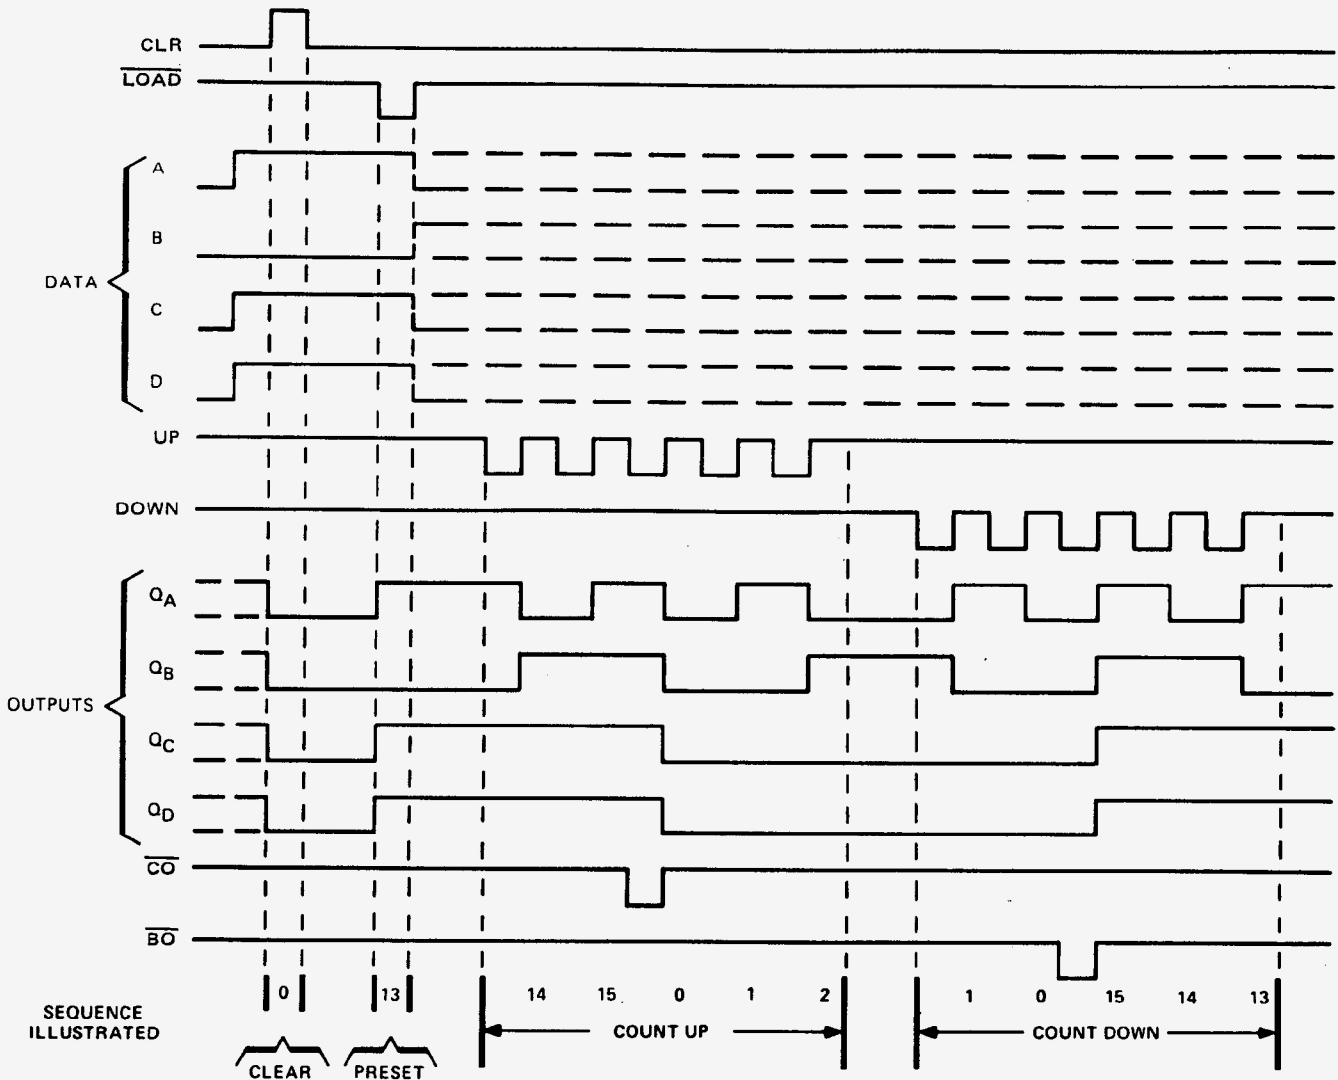 CLR
LOAD
A
B
DATA
C
D
UP
DOWN
QA
QB
OUTPUTS
QC
QD
CO
BO
SEQUENCE
ILLUSTRATED
0 13 14 15 0 1 2 1 0 15 14 13
COUNT UP COUNT DOWN
CLEAR PRESET